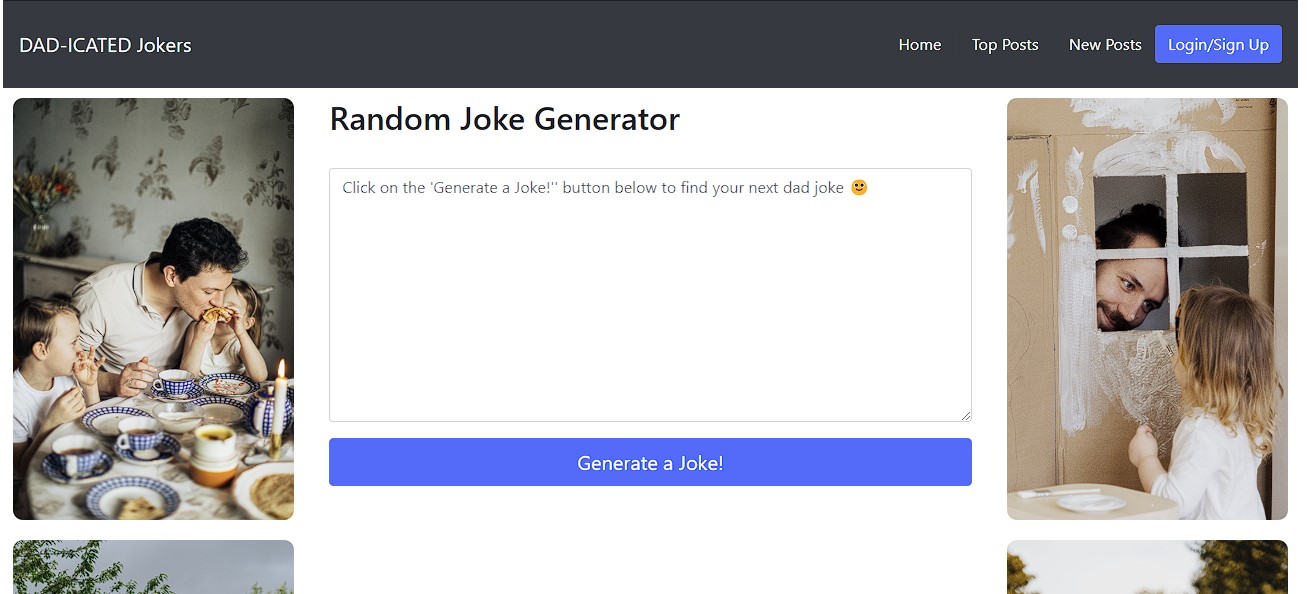 DAD-ICATED Jokers
Home
Top Posts
New Posts
Login/Sign Up
Random Joke Generator
Click on the 'Generate a Joke!'' button below to find your next dad joke 🙂
Generate a Joke!